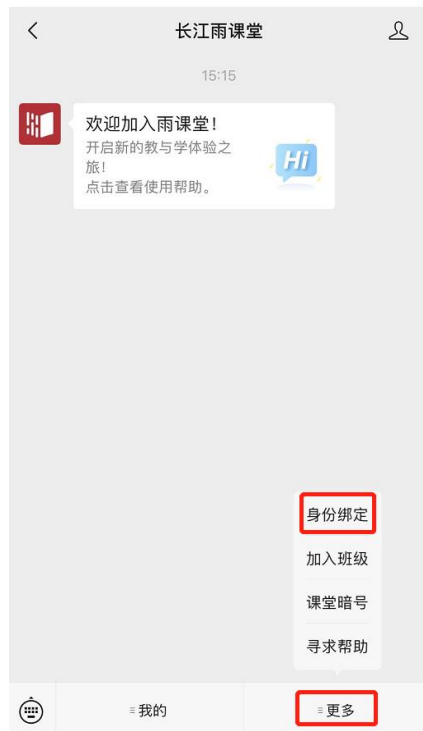 长江雨课堂
15:15
欢迎加入雨课堂！
开启新的教与学体验之
旅！
点击查看使用帮助。
Hi
身份绑定
加入班级
课堂暗号
寻求帮助
我的
更多